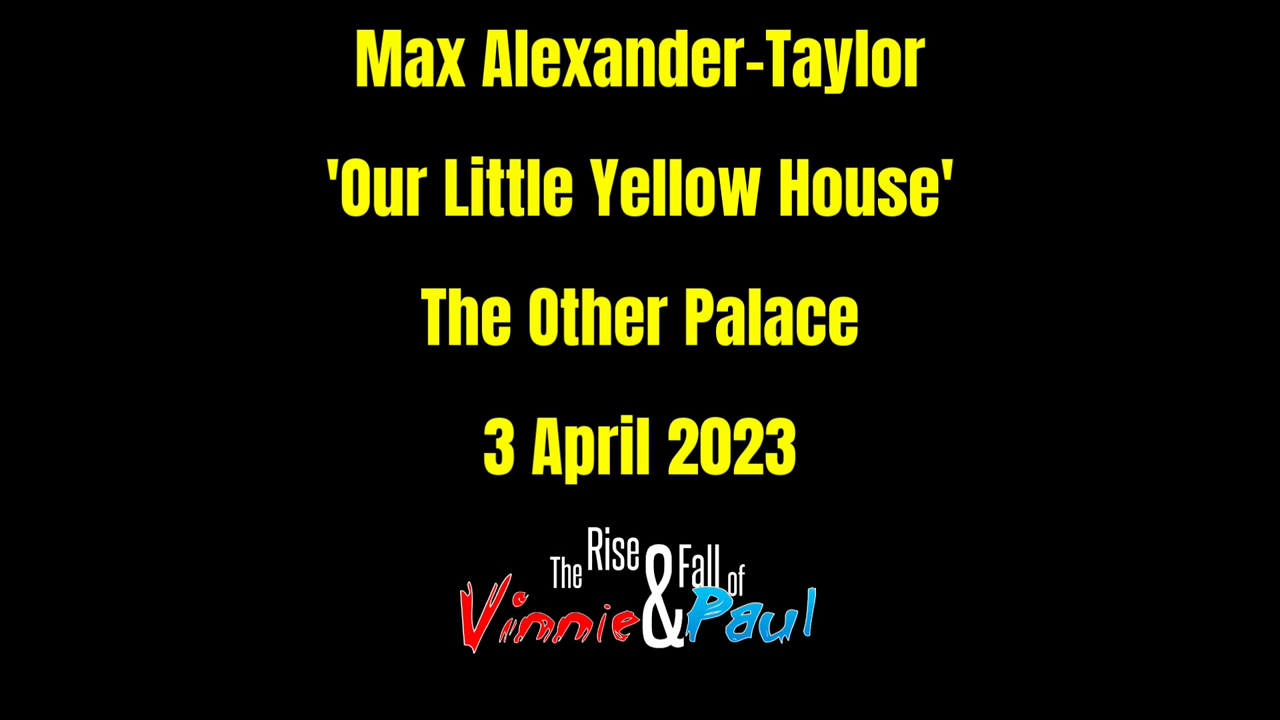 Max Alexander-Taylor
'Our Little Yellow House'
The Other Palace
3 April 2023
The Rise & Fall of
Vinnie & Paul